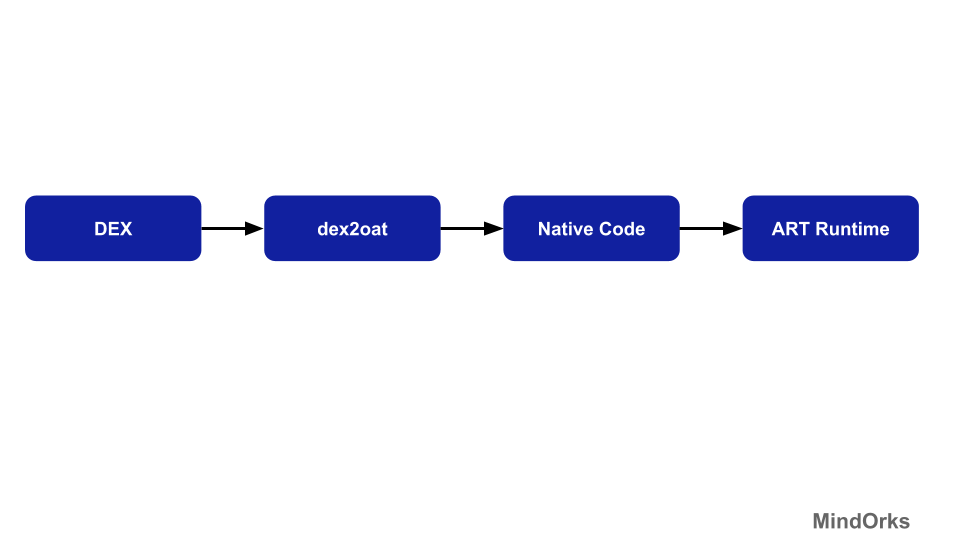 DEX
dex2oat
Native Code
ART Runtime
MindOrks